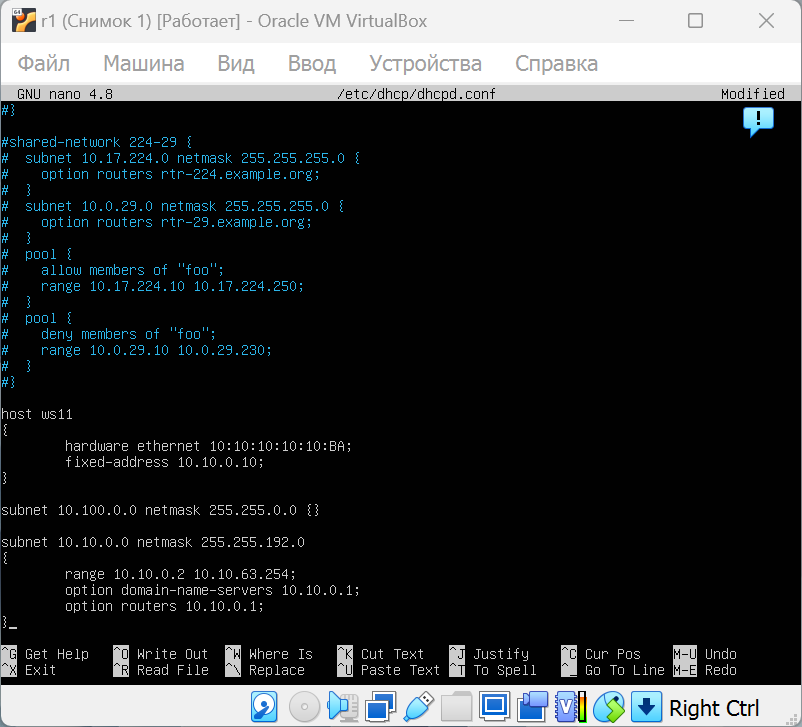 r1 (Снимок 1) [Работает] - Oracle VM VirtualBox
Файл Машина Вид Ввод Устройства Справка
GNU nano 4.8 /etc/dhcp/dhcpd.conf Modified
#}
#shared-network 224-29 {
#  subnet 10.17.224.0 netmask 255.255.255.0 {
#    option routers rtr-224.example.org;
#  }
#  subnet 10.0.29.0 netmask 255.255.255.0 {
#    option routers rtr-29.example.org;
#  }
#  pool {
#    allow members of "foo";
#    range 10.17.224.10 10.17.224.250;
#  }
#  pool {
#    deny members of "foo";
#    range 10.0.29.10 10.0.29.230;
#  }
#}
host ws11
{
hardware ethernet 10:10:10:10:10:BA;
fixed-address 10.10.0.10;
}
subnet 10.100.0.0 netmask 255.255.0.0 {}
subnet 10.10.0.0 netmask 255.255.192.0
{
range 10.10.0.2 10.10.63.254;
option domain-name-servers 10.10.0.1;
option routers 10.10.0.1;
}
^G Get Help ^O Write Out ^W Where Is ^K Cut Text ^J Justify ^C Cur Pos M-U Undo
^X Exit ^R Read File ^\ Replace ^U Paste Text ^T To Spell ^_ Go To Line M-E Redo
Right Ctrl